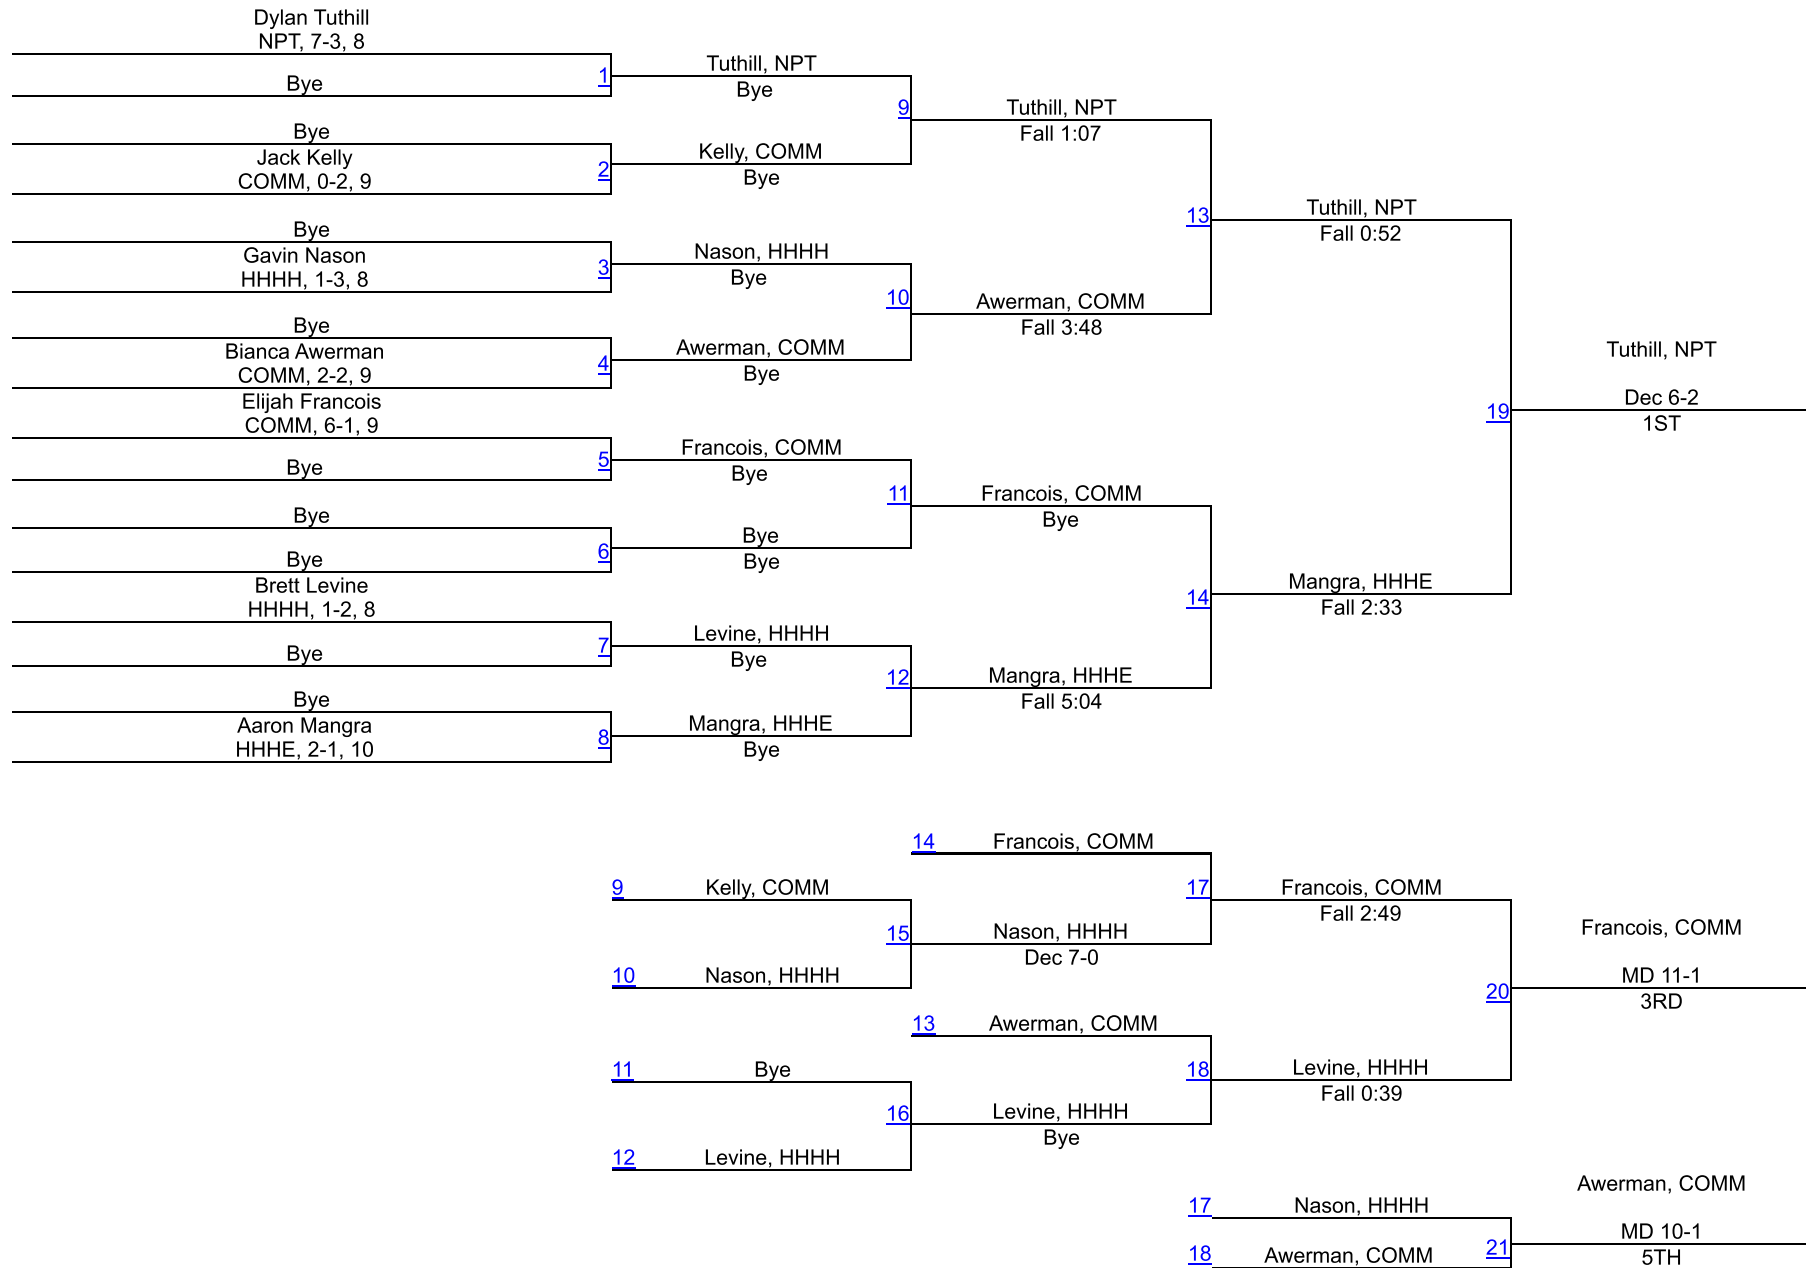 Dylan Tuthill
NPT, 7-3, 8
Bye
1
Bye
Jack Kelly
COMM, 0-2, 9
2
Bye
Gavin Nason
HHHH, 1-3, 8
3
Bye
Bianca Awerman
COMM, 2-2, 9
4
Elijah Francois
COMM, 6-1, 9
Bye
5
Bye
Bye
6
Brett Levine
HHHH, 1-2, 8
Bye
7
Bye
Aaron Mangra
HHHE, 2-1, 10
8
Tuthill, NPT
Bye
9
Kelly, COMM
Bye
Nason, HHHH
Bye
10
Awerman, COMM
Bye
Francois, COMM
Bye
11
Bye
Bye
Levine, HHHH
Bye
12
Mangra, HHHE
Bye
Tuthill, NPT
Fall 1:07
13
Awerman, COMM
Fall 3:48
Francois, COMM
Bye
14
Mangra, HHHE
Fall 5:04
Tuthill, NPT
Fall 0:52
19
Mangra, HHHE
Fall 2:33
Tuthill, NPT
Dec 6-2
1ST
9
Kelly, COMM
15
10
Nason, HHHH
11
Bye
16
12
Levine, HHHH
14
Francois, COMM
17
Nason, HHHH
Dec 7-0
13
Awerman, COMM
18
Levine, HHHH
Bye
Francois, COMM
Fall 2:49
20
Levine, HHHH
Fall 0:39
Francois, COMM
MD 11-1
3RD
17
Nason, HHHH
18
Awerman, COMM
21
Awerman, COMM
MD 10-1
5TH